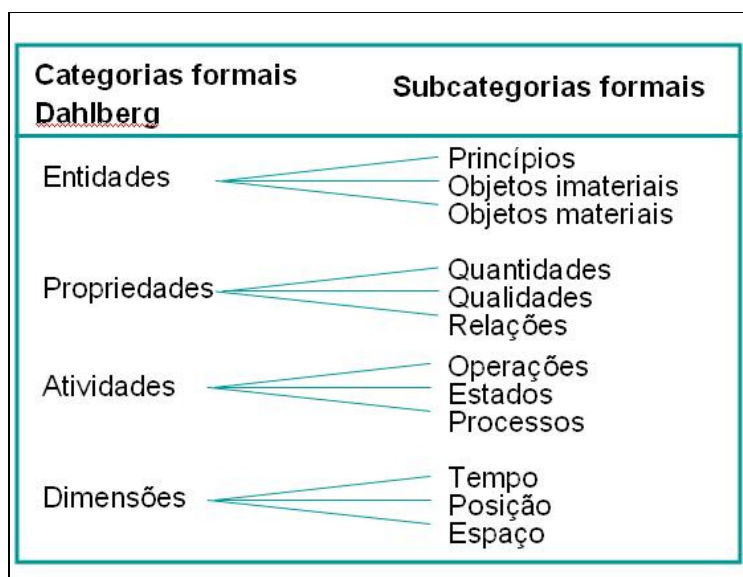 Categorias formais
Dahlberg
Subcategorias formais
Entidades
Princípios
Objetos imateriais
Objetos materiais
Propriedades
Quantidades
Qualidades
Relações
Atividades
Operações
Estados
Processos
Dimensões
Tempo
Posição
Espaço